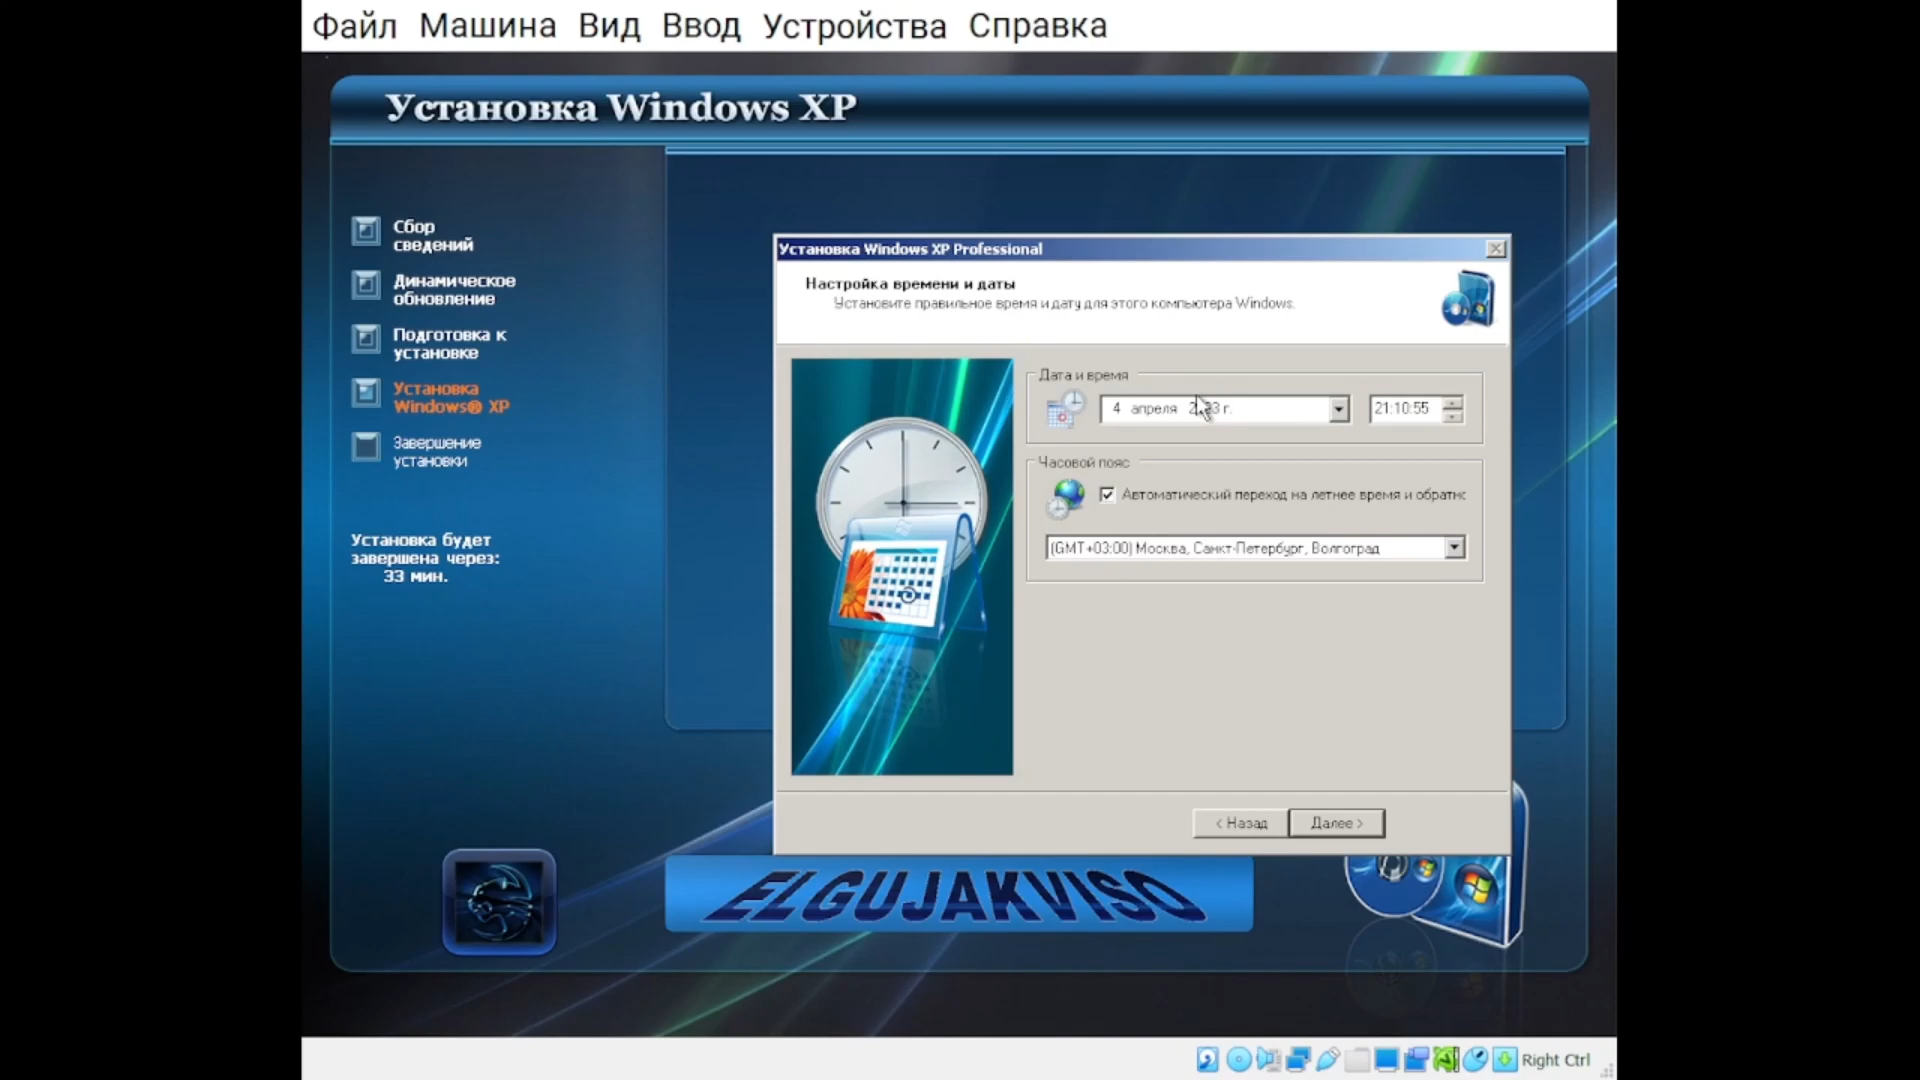 Файл Машина Вид Ввод Устройства Справка
Установка Windows XP
Сбор
сведений
Динамическое
обновление
Подготовка к
установке
Установка
Windows® XP
Завершение
установки
Установка будет
завершена через:
33 мин.
Установка Windows XP Professional
Настройка времени и даты
Установите правильное время и дату для этого компьютера Windows.
Дата и время
4 апреля г.
21:10:55
Часовой пояс
Автоматический переход на летнее время и обратно
(GMT+03:00) Москва, Санкт-Петербург, Волгоград
< Назад
Далее >
ELGUJAKVISO
Right Ctrl